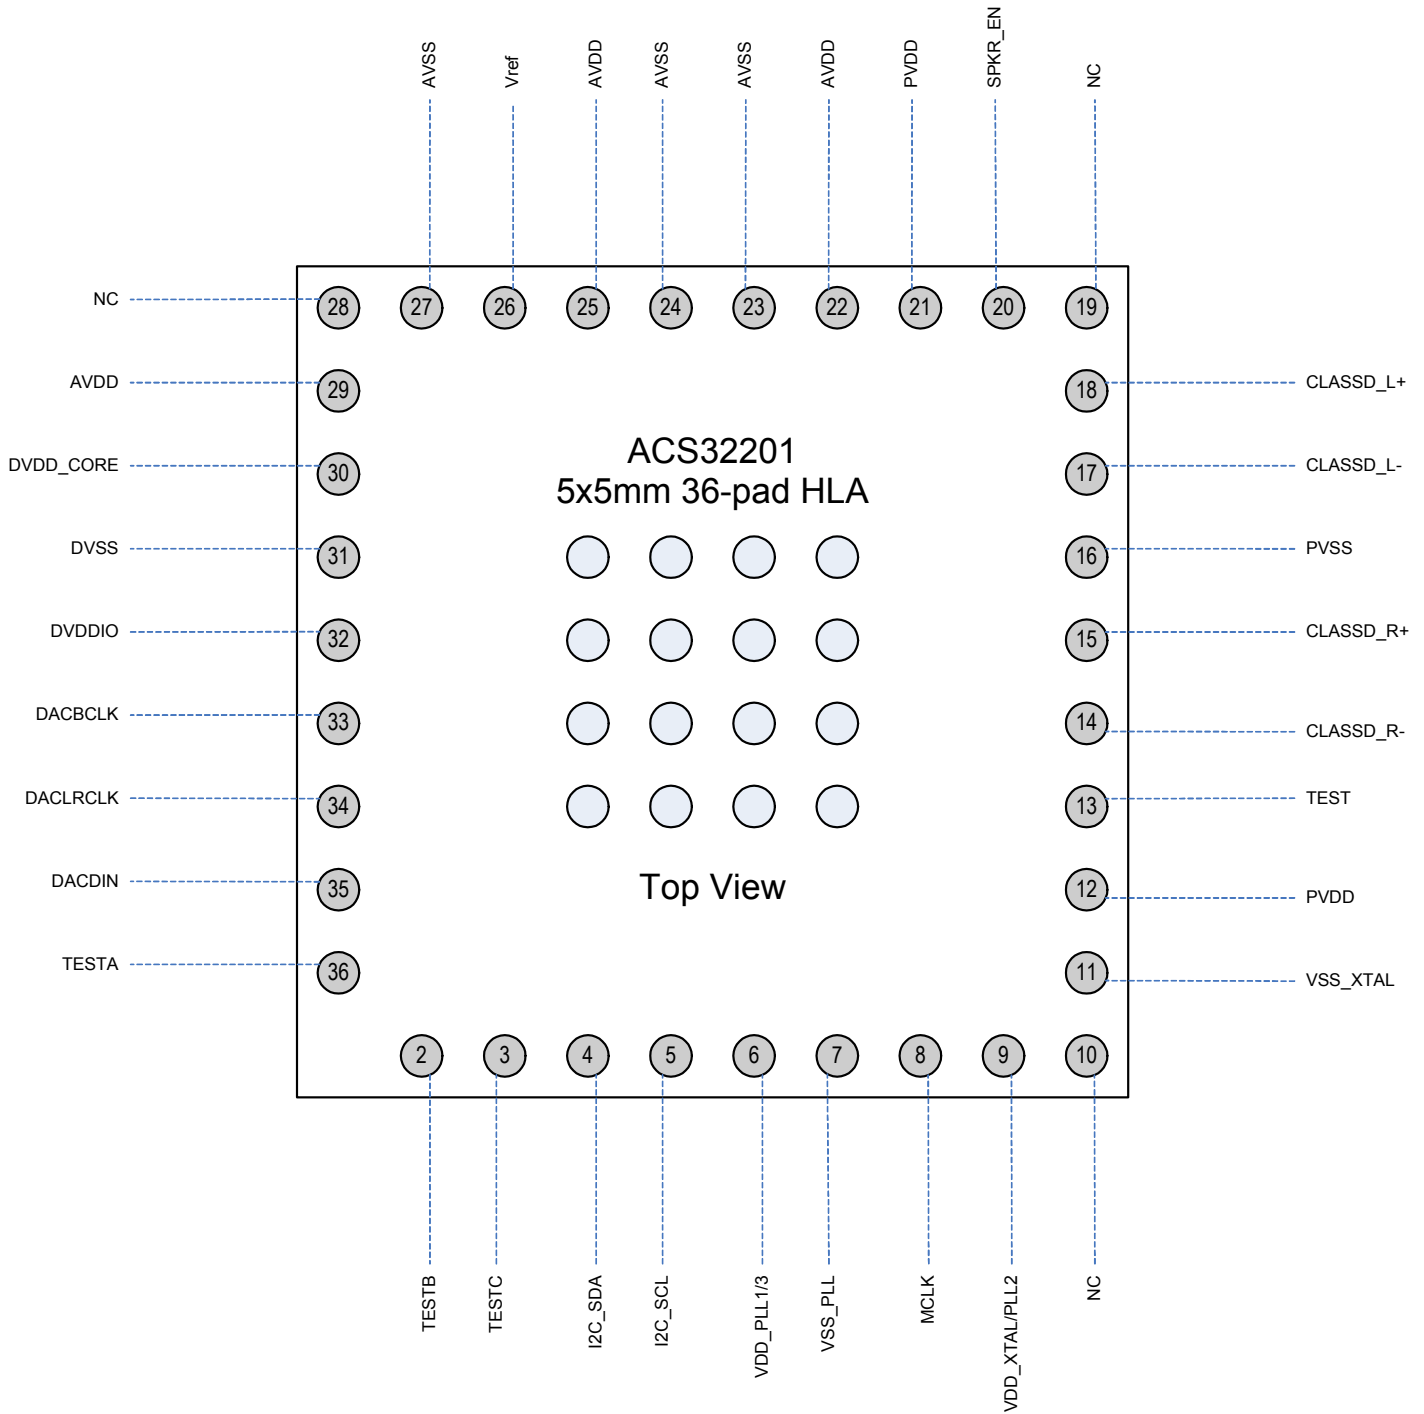 AVSS
Vref
AVDD
AVSS
AVSS
AVDD
PVDD
SPKR_EN
NC
NC
28
27
26
25
24
23
22
21
20
19
AVDD
29
18
CLASSD_L+
DVDD_CORE
30
ACS32201
5x5mm 36-pad HLA
17
CLASSD_L-
DVSS
31
16
PVSS
DVDDIO
32
15
CLASSD_R+
DACBCLK
33
14
CLASSD_R-
DACLRCLK
34
13
TEST
DACDIN
35
Top View
12
PVDD
TESTA
36
11
VSS_XTAL
2
3
4
5
6
7
8
9
10
TESTB
TESTC
I2C_SDA
I2C_SCL
VDD_PLL1/3
VSS_PLL
MCLK
VDD_XTAL/PLL2
NC